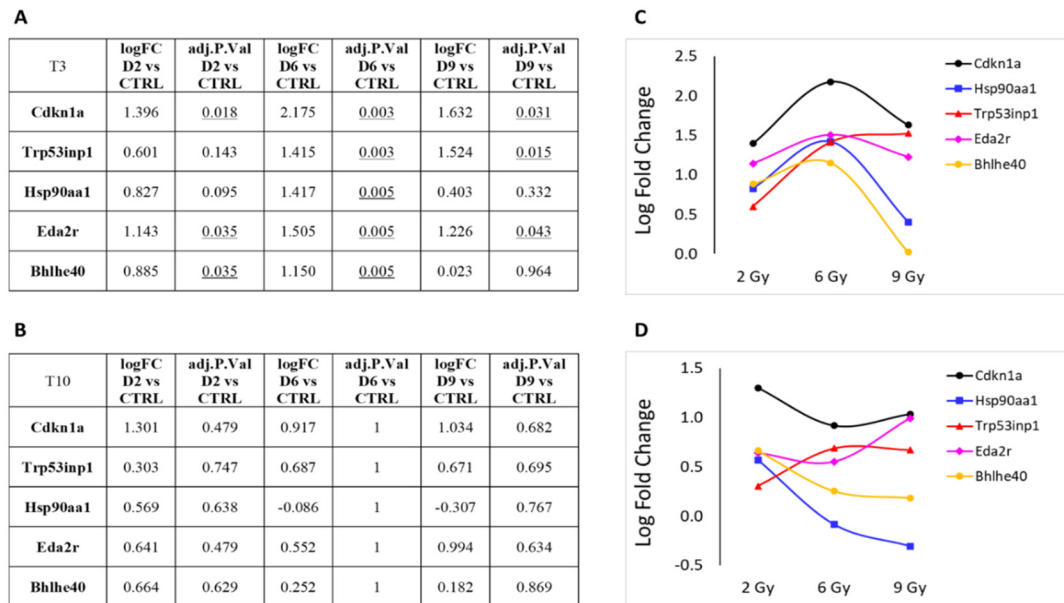 A
T3 logFC D2 vs CTRL adj.P.Val D2 vs CTRL logFC D6 vs CTRL adj.P.Val D6 vs CTRL logFC D9 vs CTRL adj.P.Val D9 vs CTRL
Cdkn1a 1.396 0.018 2.175 0.003 1.632 0.031
Trp53inp1 0.601 0.143 1.415 0.003 1.524 0.015
Hsp90aa1 0.827 0.095 1.417 0.005 0.403 0.332
Eda2r 1.143 0.035 1.505 0.005 1.226 0.043
Bhlhe40 0.885 0.035 1.150 0.005 0.023 0.964
B
T10 logFC D2 vs CTRL adj.P.Val D2 vs CTRL logFC D6 vs CTRL adj.P.Val D6 vs CTRL logFC D9 vs CTRL adj.P.Val D9 vs CTRL
Cdkn1a 1.301 0.479 0.917 1 1.034 0.682
Trp53inp1 0.303 0.747 0.687 1 0.671 0.695
Hsp90aa1 0.569 0.638 -0.086 1 -0.307 0.767
Eda2r 0.641 0.479 0.552 1 0.994 0.634
Bhlhe40 0.664 0.629 0.252 1 0.182 0.869
C
Log Fold Change
2.5
2.0
1.5
1.0
0.5
0.0
2 Gy 6 Gy 9 Gy
Cdkn1a
Hsp90aa1
Trp53inp1
Eda2r
Bhlhe40
D
Log Fold Change
1.5
1.0
0.5
0.0
-0.5
2 Gy 6 Gy 9 Gy
Cdkn1a
Hsp90aa1
Trp53inp1
Eda2r
Bhlhe40